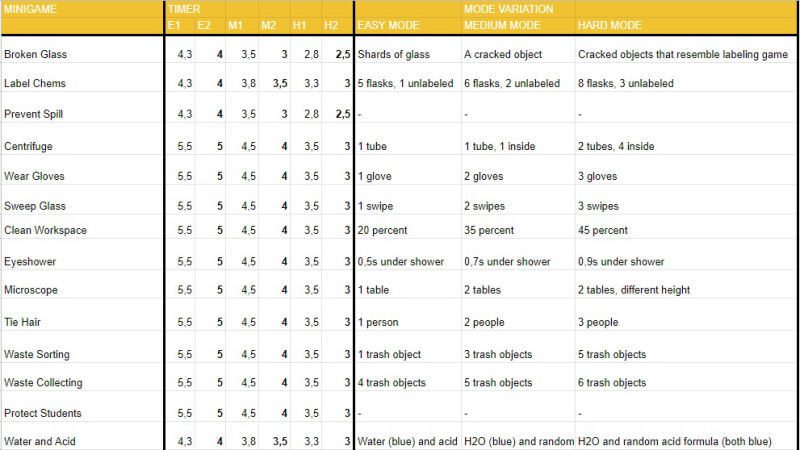 MINIGAME TIMER MODE VARIATION
E1 E2 M1 M2 H1 H2 EASY MODE MEDIUM MODE HARD MODE
Broken Glass 4,3 4 3,5 3 2,8 2,5 Shards of glass A cracked object Cracked objects that resemble labeling game
Label Chems 4,3 4 3,8 3,5 3,3 3 5 flasks, 1 unlabeled 6 flasks, 2 unlabeled 8 flasks, 3 unlabeled
Prevent Spill 4,3 4 3,5 3 2,8 2,5 - - -
Centrifuge 5,5 5 4,5 4 3,5 3 1 tube 1 tube, 1 inside 2 tubes, 4 inside
Wear Gloves 5,5 5 4,5 4 3,5 3 1 glove 2 gloves 3 gloves
Sweep Glass 5,5 5 4,5 4 3,5 3 1 swipe 2 swipes 3 swipes
Clean Workspace 5,5 5 4,5 4 3,5 3 20 percent 35 percent 45 percent
Eyeshower 5,5 5 4,5 4 3,5 3 0,5s under shower 0,7s under shower 0,9s under shower
Microscope 5,5 5 4,5 4 3,5 3 1 table 2 tables 2 tables, different height
Tie Hair 5,5 5 4,5 4 3,5 3 1 person 2 people 3 people
Waste Sorting 5,5 5 4,5 4 3,5 3 1 trash object 3 trash objects 5 trash objects
Waste Collecting 5,5 5 4,5 4 3,5 3 4 trash objects 5 trash objects 6 trash objects
Protect Students 5,5 5 4,5 4 3,5 3 - - -
Water and Acid 4,3 4 3,8 3,5 3,3 3 Water (blue) and acid H2O (blue) and random H2O and random acid formula (both blue)